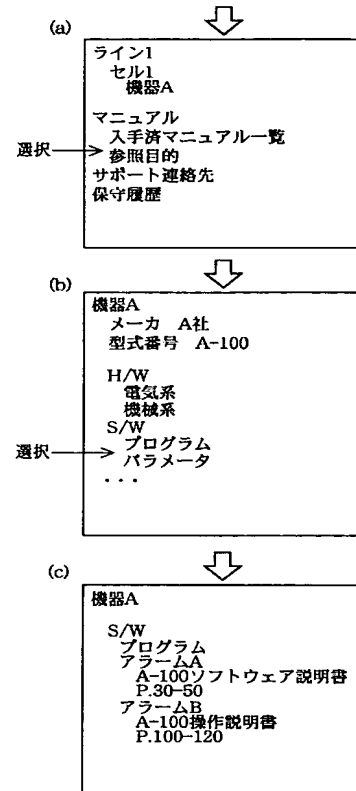 (a)
ライン1
セル1
機器A
マニュアル
入手済マニュアル一覧
選択
参照目的
サポート連絡先
保守履歴
(b)
機器A
メーカ A社
型式番号 A-100
H/W
電気系
機械系
S/W
選択
プログラム
パラメータ
・・・
(c)
機器A
S/W
プログラム
アラームA
A-100ソフトウェア説明書
P.30-50
アラームB
A-100操作説明書
P.100-120